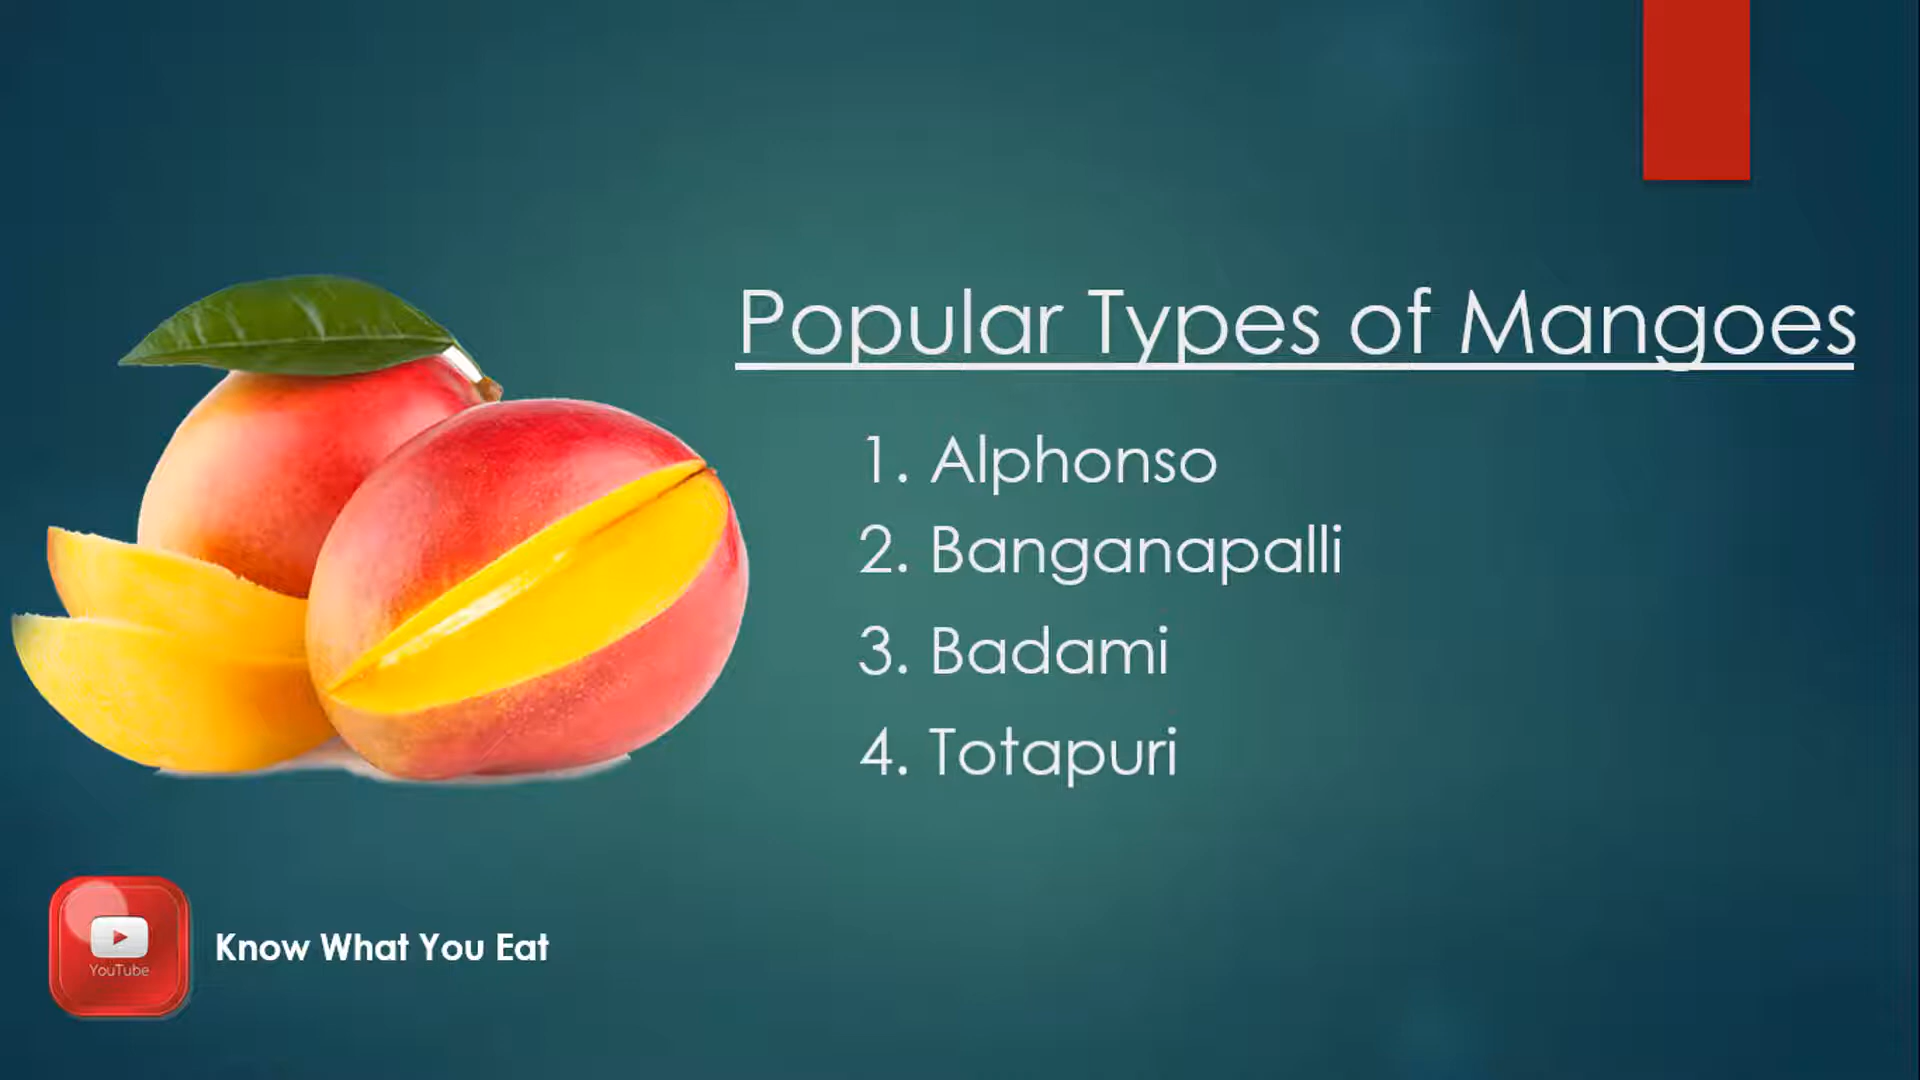 Popular Types of Mangoes
1. Alphonso
2. Banganapalli
3. Badami
4. Totapuri
YouTube
Know What You Eat